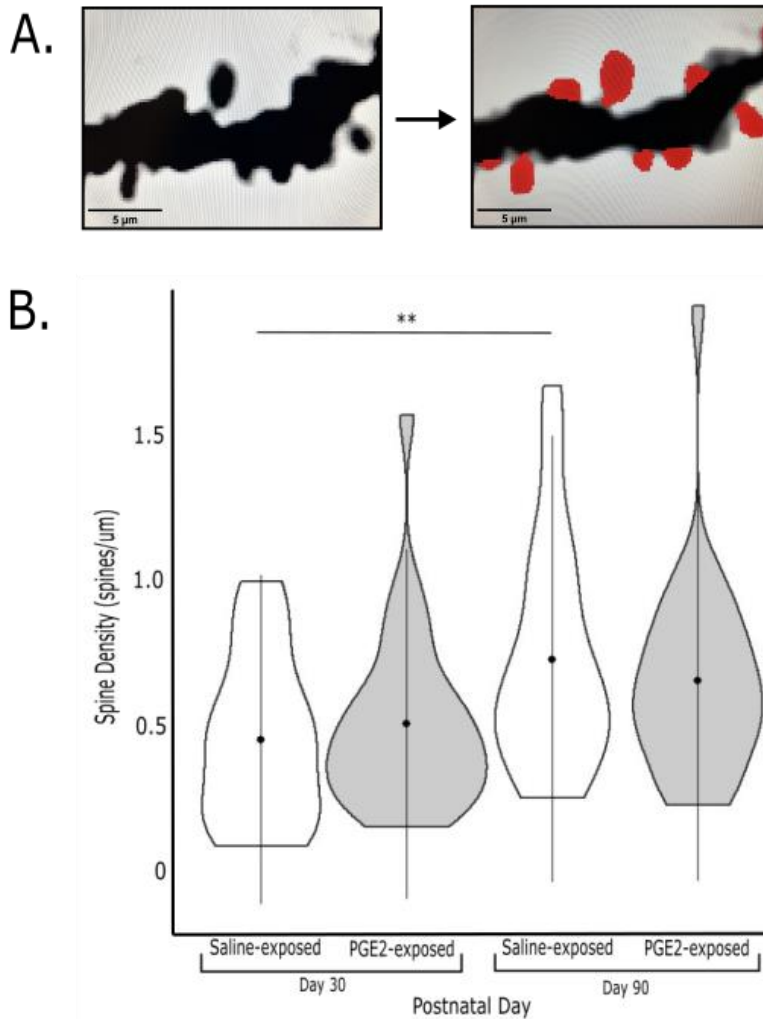 A.
5 μm
5 μm
B.
**
Spine Density (spines/um)
1.5
1.0
0.5
0
Saline-exposed PGE2-exposed Saline-exposed PGE2-exposed
Day 30 Day 90
Postnatal Day